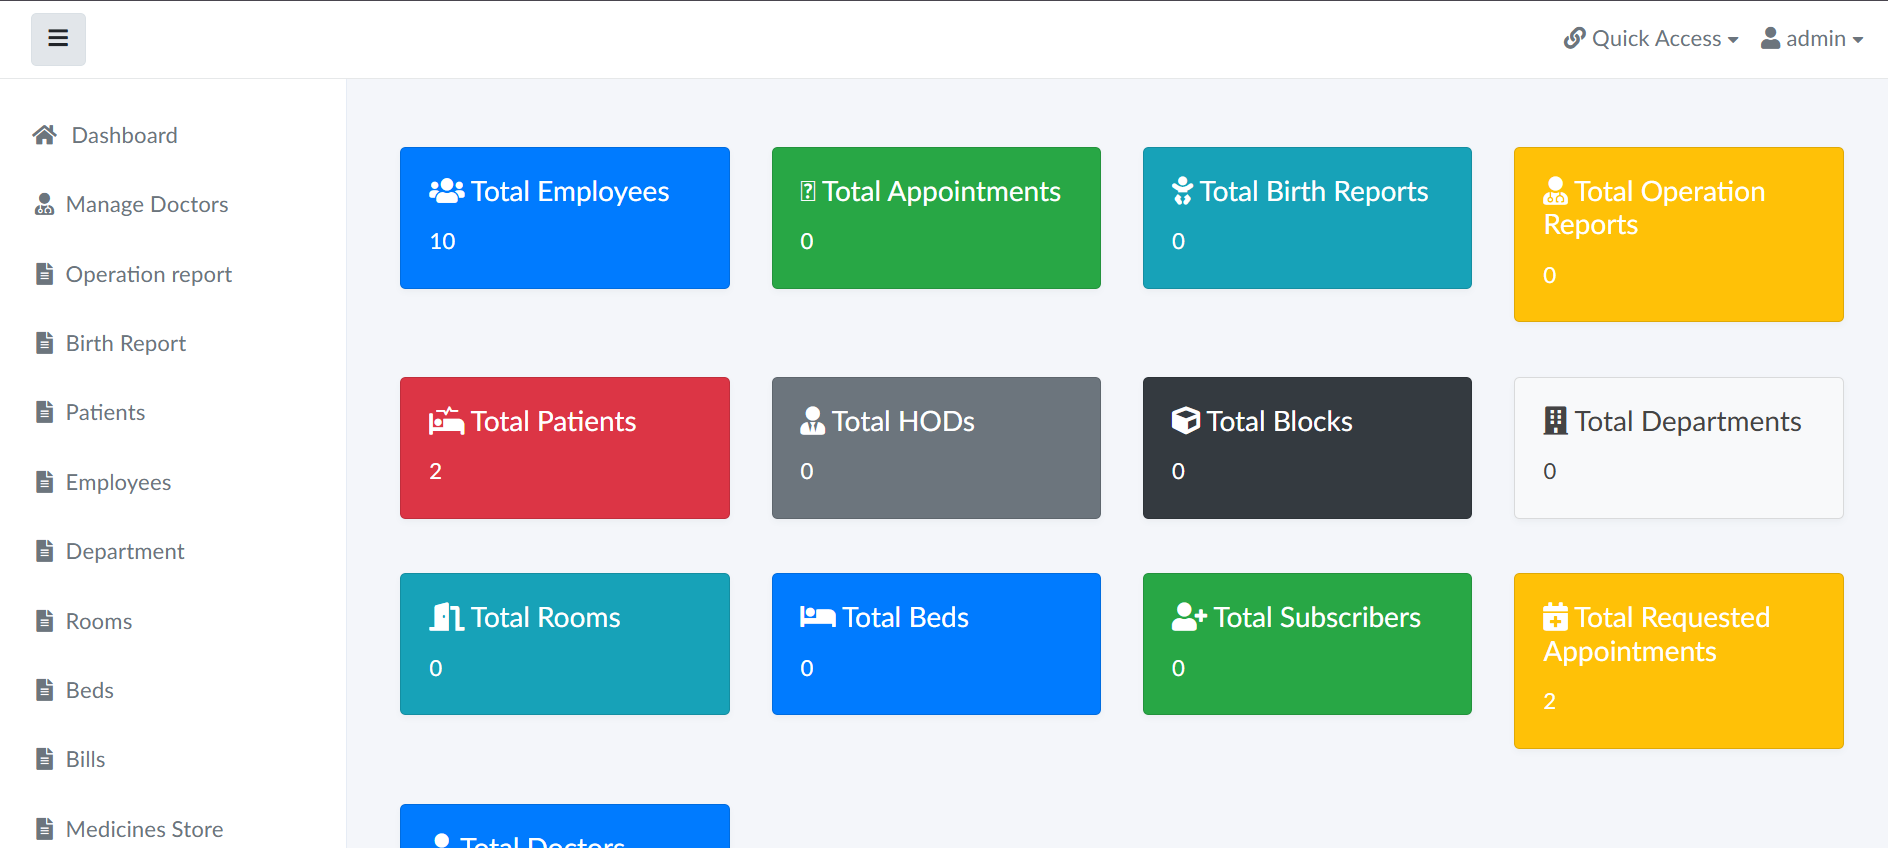 Quick Access
admin
Dashboard
Manage Doctors
Operation report
Birth Report
Patients
Employees
Department
Rooms
Beds
Bills
Medicines Store
Total Employees
10
Total Appointments
0
Total Birth Reports
0
Total Operation
Reports
0
Total Patients
2
Total HODs
0
Total Blocks
0
Total Departments
0
Total Rooms
0
Total Beds
0
Total Subscribers
0
Total Requested
Appointments
2
Total Doctors